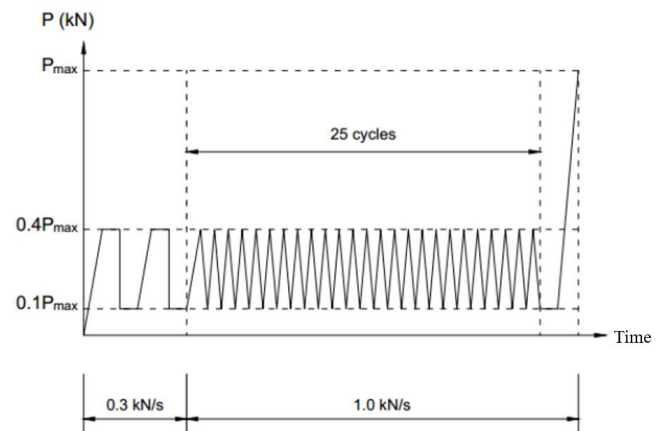 P (kN)
Pmax
25 cycles
0.4Pmax
0.1Pmax
Time
0.3 kN/s
1.0 kN/s